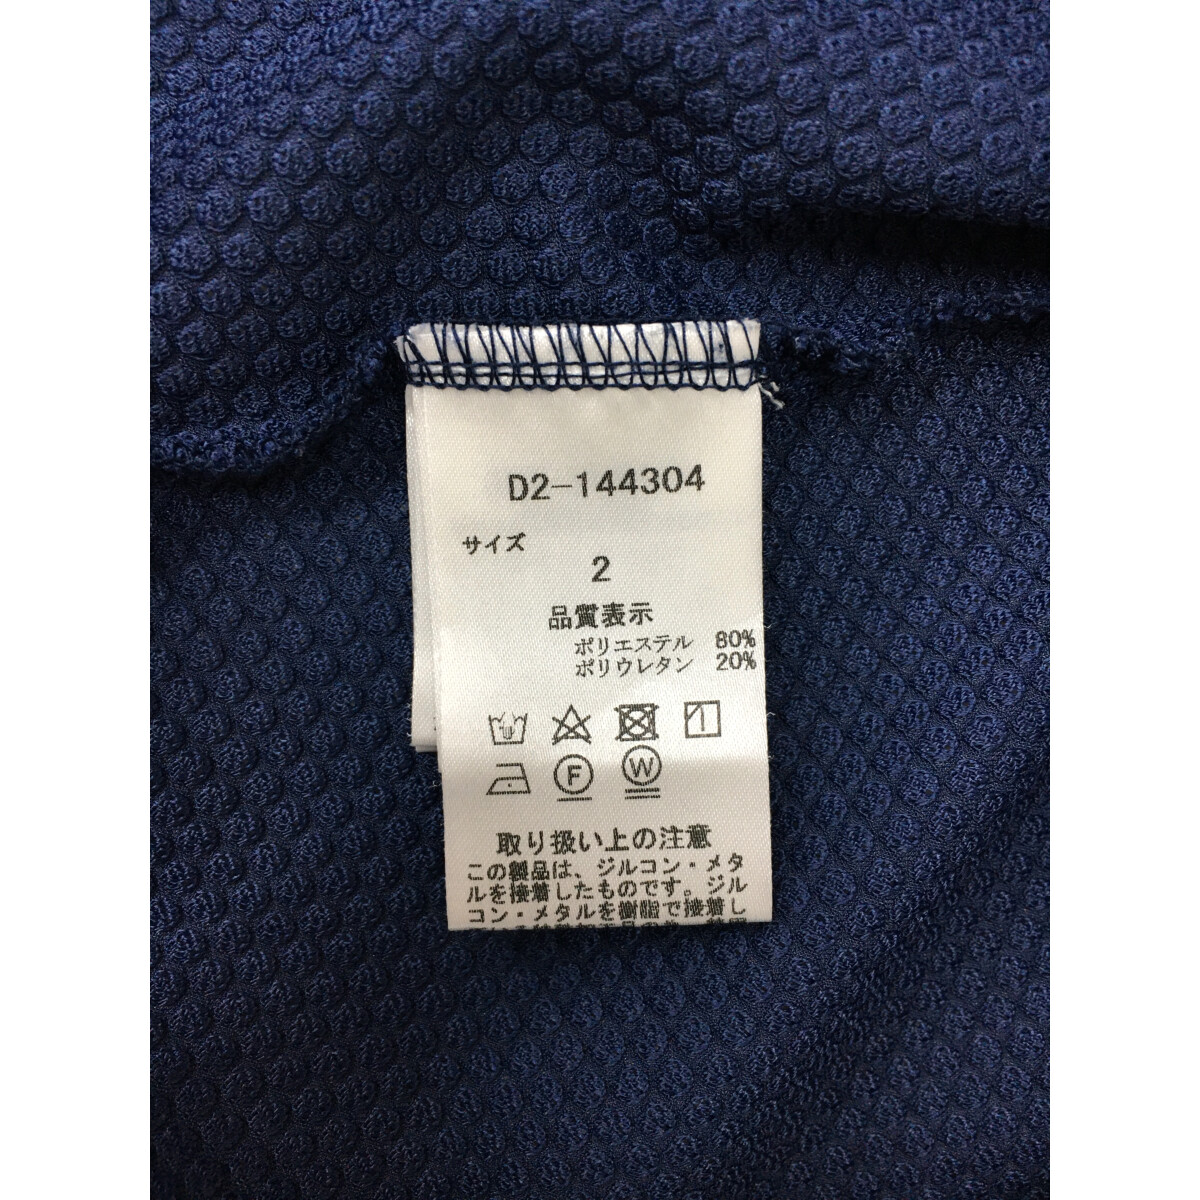 D2-144304
サイズ
2
品質表示
ポリエステル 80%
ポリウレタン 20%
F W
取り扱い上の注意
この製品は、ジルコン・メタ
ルを接着したものです。ジル
コン・メタルを樹脂で接着し